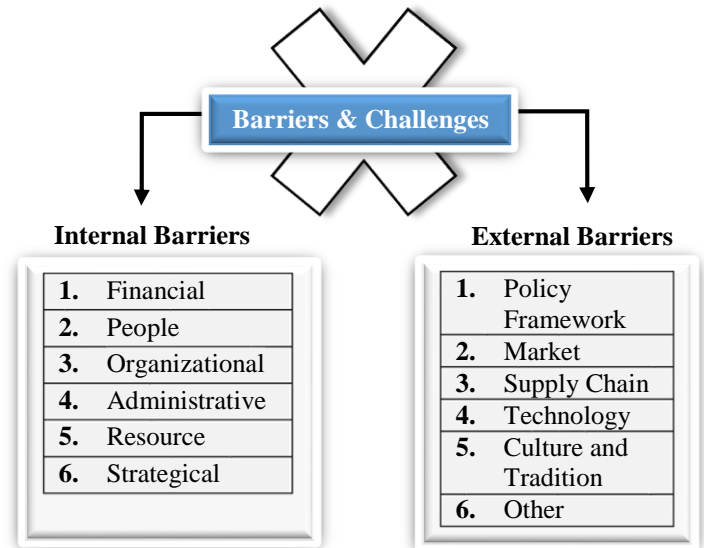 Barriers & Challenges
Internal Barriers
1. Financial
2. People
3. Organizational
4. Administrative
5. Resource
6. Strategical
External Barriers
1. Policy
Framework
2. Market
3. Supply Chain
4. Technology
5. Culture and
Tradition
6. Other